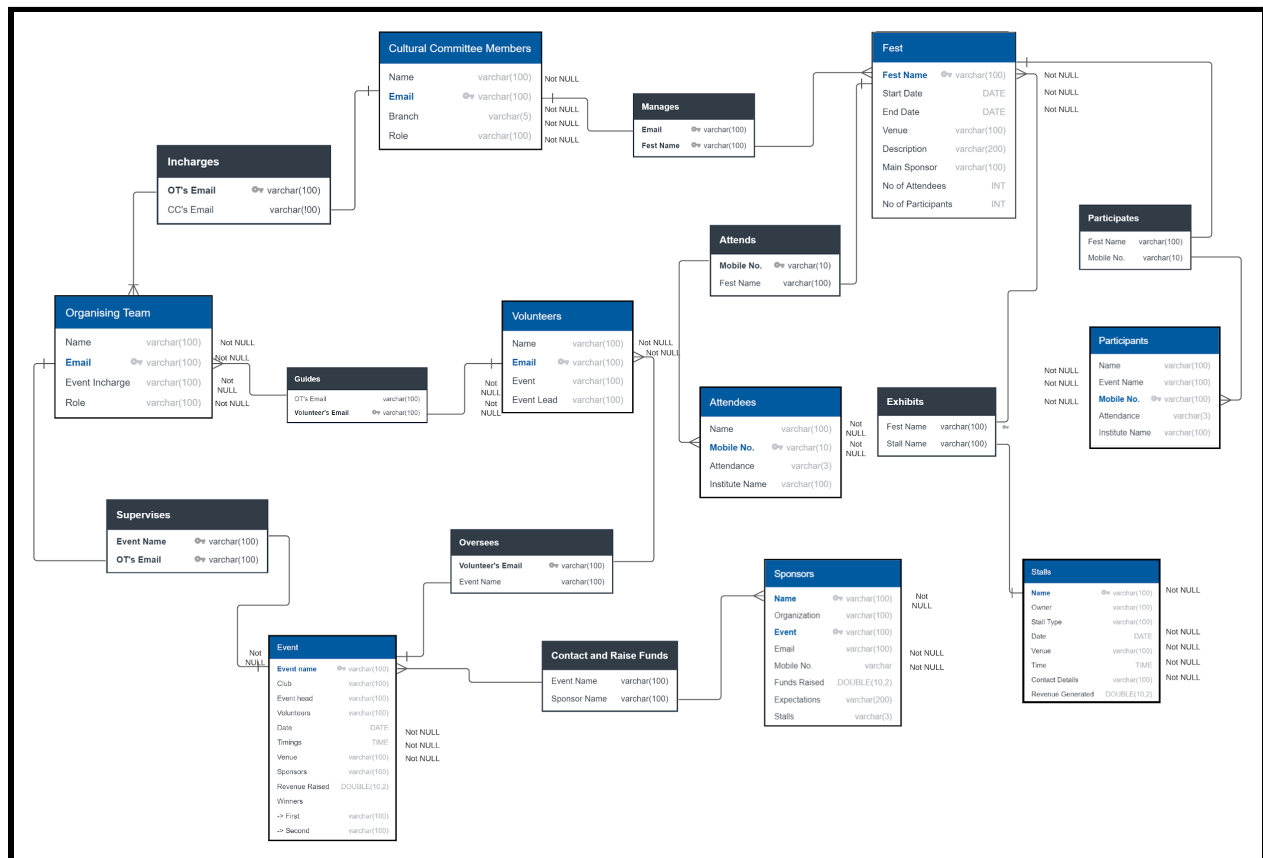 Cultural Committee Members
Name varchar(100) Not NULL
Email varchar(100)
Not NULL
Branch varchar(5) Not NULL
Role varchar(100) Not NULL
Fest
Fest Name varchar(100) Not NULL
Start Date DATE Not NULL
End Date DATE Not NULL
Venue varchar(100)
Description varchar(200)
Main Sponsor varchar(100)
No of Attendees INT
No of Participants INT
Manages
Email varchar(100)
Fest Name varchar(100)
Incharges
OT's Email varchar(100)
CC's Email varchar(!00)
Participates
Fest Name varchar(100)
Mobile No. varchar(10)
Attends
Mobile No. varchar(10)
Fest Name varchar(100)
Organising Team
Name varchar(100) Not NULL
Email varchar(100) Not NULL
Event Incharge varchar(100) Not
NULL
Role varchar(100) Not NULL
Guides
OT's Email varchar(100)
Volunteer's Email varchar(100)
Volunteers
Name varchar(100) Not NULL
Not NULL
Email varchar(100)
Event varchar(100)
Event Lead varchar(100)
Not
NULL
Not
NULL
Participants
Name varchar(100) Not NULL
Event Name varchar(100) Not NULL
Mobile No. varchar(100) Not NULL
Attendance varchar(3)
Institute Name varchar(100)
Attendees
Name varchar(100) Not
NULL
Mobile No. varchar(10) Not
NULL
Attendance varchar(3)
Institute Name varchar(100)
Exhibits
Fest Name varchar(100)
Stall Name varchar(100)
Supervises
Event Name varchar(100)
OT's Email varchar(100)
Oversees
Volunteer's Email varchar(100)
Event Name varchar(100)
Sponsors
Name varchar(100) Not
NULL
Organization varchar(100)
Event varchar(100)
Email varchar(100) Not NULL
Mobile No. varchar Not NULL
Funds Raised DOUBLE(10,2)
Expectations varchar(200)
Stalls varchar(3)
Stalls
Name varchar(100) Not NULL
Owner varchar(100)
Stall Type varchar(100)
Date DATE Not NULL
Venue varchar(100) Not NULL
Time TIME Not NULL
Contact Details varchar(100) Not NULL
Revenue Generated DOUBLE(10,2)
Contact and Raise Funds
Event Name varchar(100)
Sponsor Name varchar(100)
Event
Not
NULL
Event name varchar(100)
Club varchar(100)
Event head varchar(100)
Volunteers varchar(100)
Date DATE Not NULL
Timings TIME Not NULL
Venue varchar(100) Not NULL
Sponsors varchar(100)
Revenue Raised DOUBLE(10,2)
Winners
-> First varchar(100)
-> Second varchar(100)